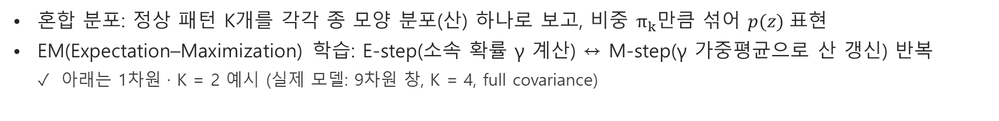 • 혼합 분포: 정상 패턴 K개를 각각 종 모양 분포(산) 하나로 보고, 비중 πₖ만큼 섞어 p(z) 표현
• EM(Expectation–Maximization) 학습: E-step(소속 확률 γ 계산) ↔ M-step(γ 가중평균으로 산 갱신) 반복
✓ 아래는 1차원 · K = 2 예시 (실제 모델: 9차원 창, K = 4, full covariance)